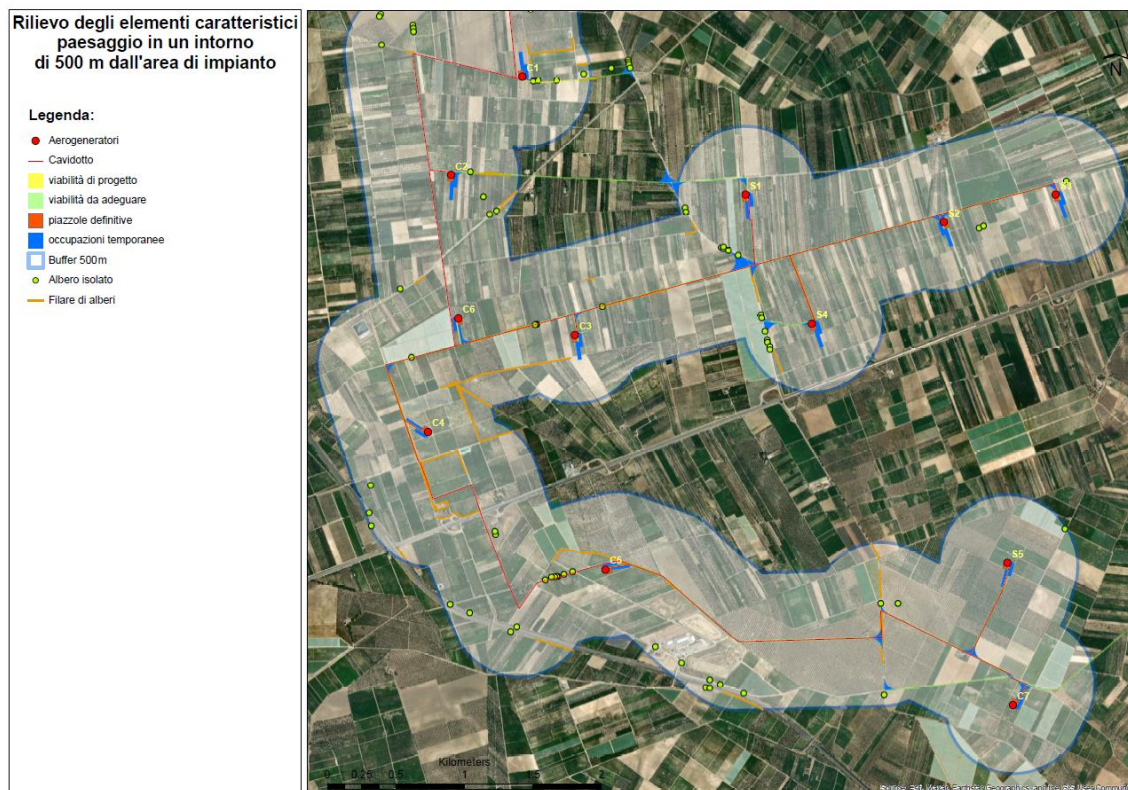 Rilievo degli elementi caratteristici
paesaggio in un intorno
di 500 m dall'area di impianto
Legenda:
Aerogeneratori
Cavidotto
viabilità di progetto
viabilità da adeguare
piazzole definitive
occupazioni temporanee
Buffer 500m
Albero isolato
Filare di alberi
N
C1
C2
S1
S2
C6
C3
S4
C4
C5
S5
C7
Kilometers
0 0.25 0.5 1 1.5 2